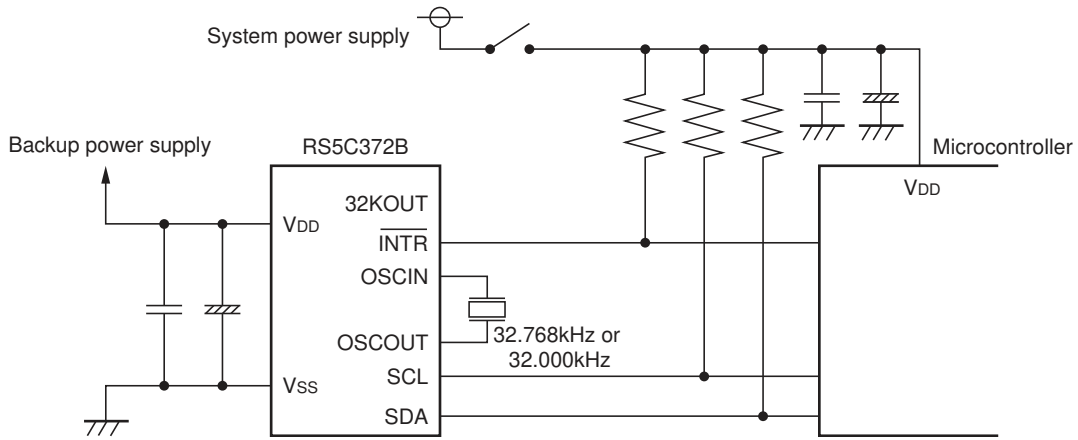 System power supply
Backup power supply
RS5C372B
Microcontroller
VDD
32KOUT
VDD
INTR
OSCIN
OSCOUT
32.768kHz or
32.000kHz
SCL
VSS
SDA